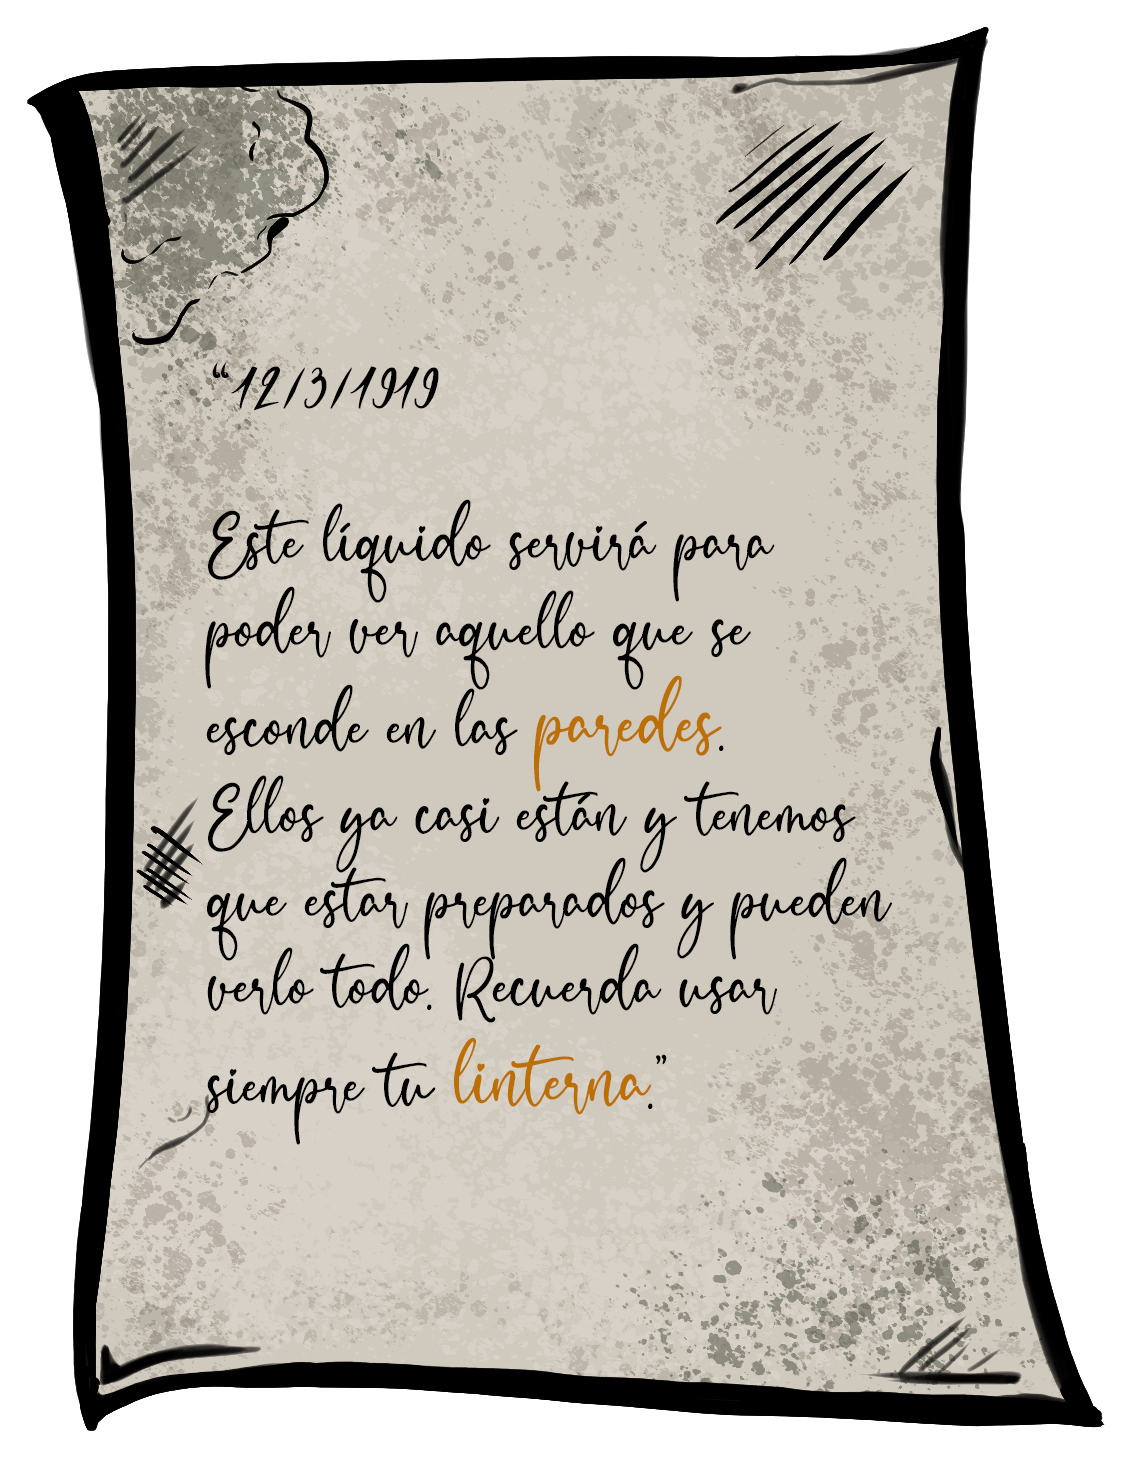 “12/3/1919
Este líquido servirá para
poder ver aquello que se
esconde en las paredes.
Ellos ya casi están y tenemos
que estar preparados y pueden
verlo todo. Recuerda usar
siempre tu linterna.”